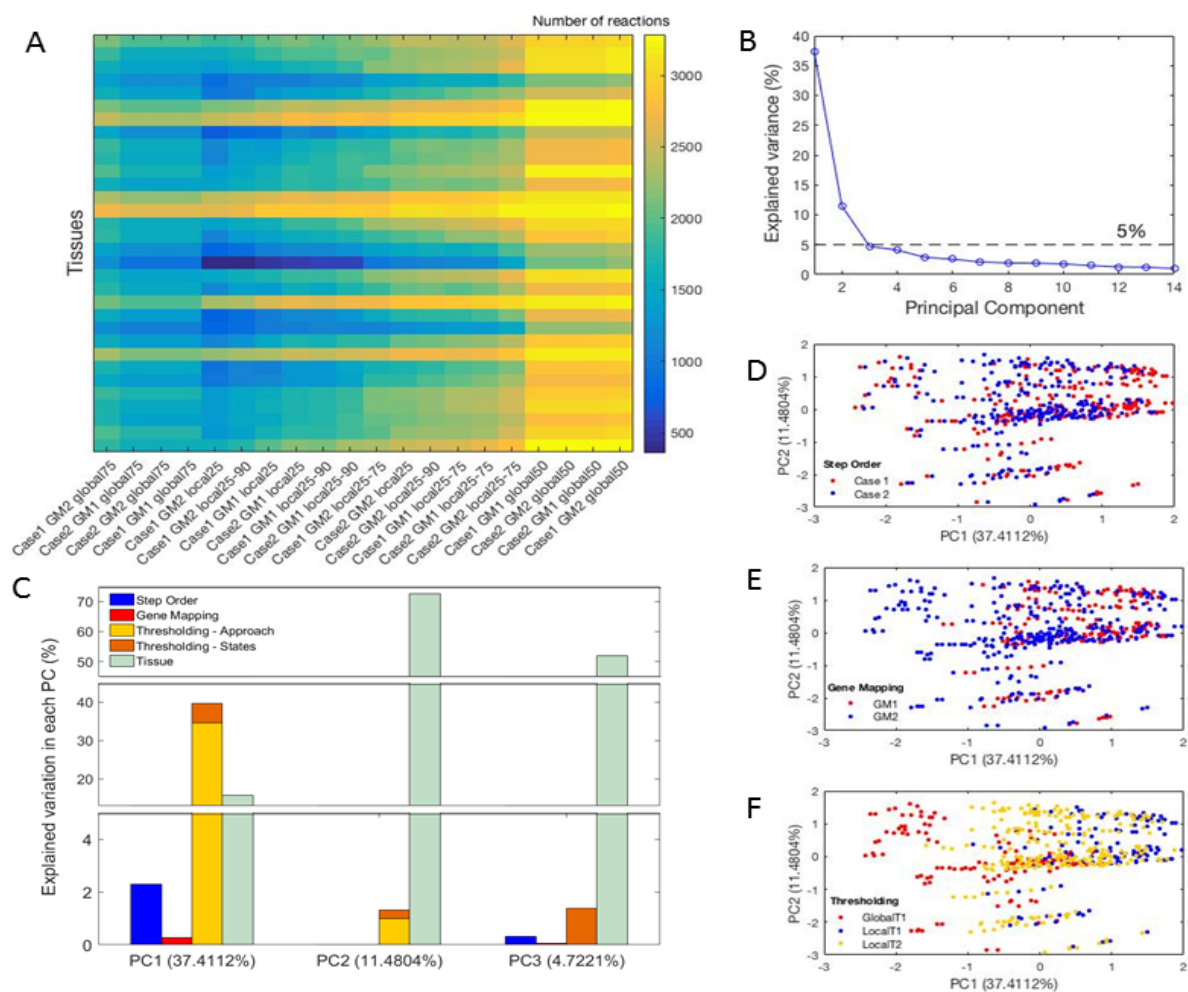 A
Number of reactions
Tissues
3000
2500
2000
1500
1000
500
Case1 GM2 global75
Case2 GM1 global75
Case2 GM2 global75
Case1 GM1 global75
Case1 GM2 local25
Case1 GM2 local25-90
Case1 GM1 local25
Case2 GM1 local25
Case1 GM1 local25-90
Case2 GM1 local25-90
Case1 GM2 local25-75
Case2 GM2 local25
Case2 GM2 local25-90
Case1 GM1 local25-75
Case2 GM1 local25-75
Case2 GM2 local25-75
Case1 GM1 global50
Case2 GM2 global50
Case2 GM1 global50
Case1 GM2 global50
B
Explained variance (%)
40
35
30
25
20
15
10
5
0
5%
2
4
6
8
10
12
14
Principal Component
C
Explained variation in each PC (%)
70
60
50
40
30
20
4
2
0
Step Order
Gene Mapping
Thresholding - Approach
Thresholding - States
Tissue
PC1 (37.4112%)
PC2 (11.4804%)
PC3 (4.7221%)
D
PC2 (11.4804%)
2
1
0
-1
-2
-3
Step Order
Case 1
Case 2
-3
-2
-1
0
1
2
PC1 (37.4112%)
E
PC2 (11.4804%)
2
1
0
-1
-2
-3
Gene Mapping
GM1
GM2
-3
-2
-1
0
1
2
PC1 (37.4112%)
F
PC2 (11.4804%)
2
1
0
-1
-2
-3
Thresholding
GlobalT1
LocalT1
LocalT2
-3
-2
-1
0
1
2
PC1 (37.4112%)